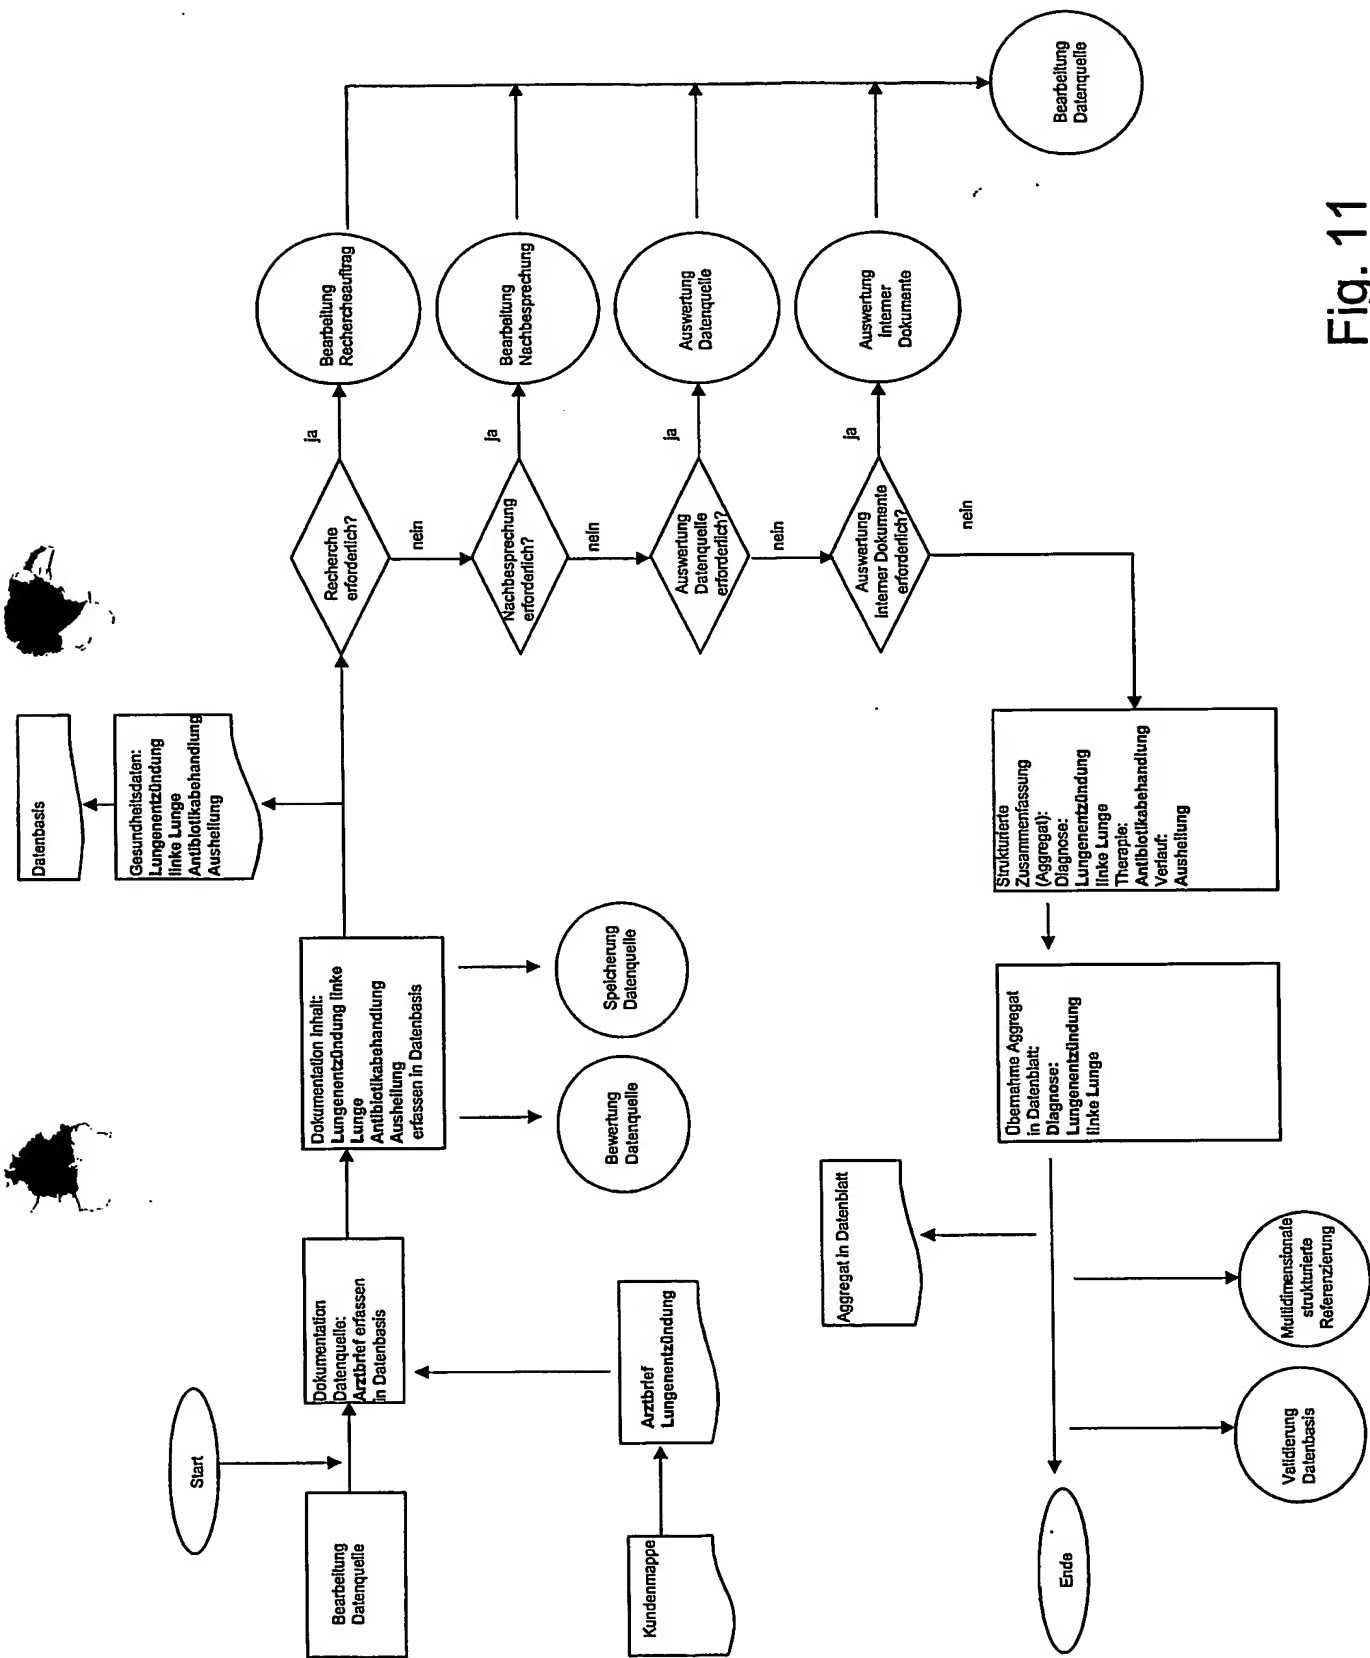 Start
Bearbeitung
Datenquelle
Dokumentation
Datenquelle:
Arztbrief erfassen
in Datenbasis
Kundenmappe
Arztbrief
Lungenentzündung
Dokumentation Inhalt:
Lungenentzündung linke
Lunge
Antibiotikabehandlung
Ausheilung
erfassen in Datenbasis
Bewertung
Datenquelle
Speicherung
Datenquelle
Datenbasis
Gesundheitsdaten:
Lungenentzündung
linke Lunge
Antibiotikabehandlung
Ausheilung
Recherche
erforderlich?
ja
Bearbeitung
Rechercheauftrag
nein
Nachbesprechung
erforderlich?
ja
Bearbeitung
Nachbesprechung
nein
Auswertung
Datenquelle
erforderlich?
ja
Auswertung
Datenquelle
nein
Auswertung
interner Dokumente
erforderlich?
ja
Auswertung
interner
Dokumente
nein
Bearbeitung
Datenquelle
Strukturierte
Zusammenfassung
(Aggregat):
Diagnose:
Lungenentzündung
linke Lunge
Therapie:
Antibiotikabehandlung
Verlauf:
Ausheilung
Übernahme Aggregat
in Datenblatt:
Diagnose:
Lungenentzündung
linke Lunge
Aggregat in Datenblatt
Multidimensionale
strukturierte
Referenzierung
Validierung
Datenbasis
Ende
Fig. 11